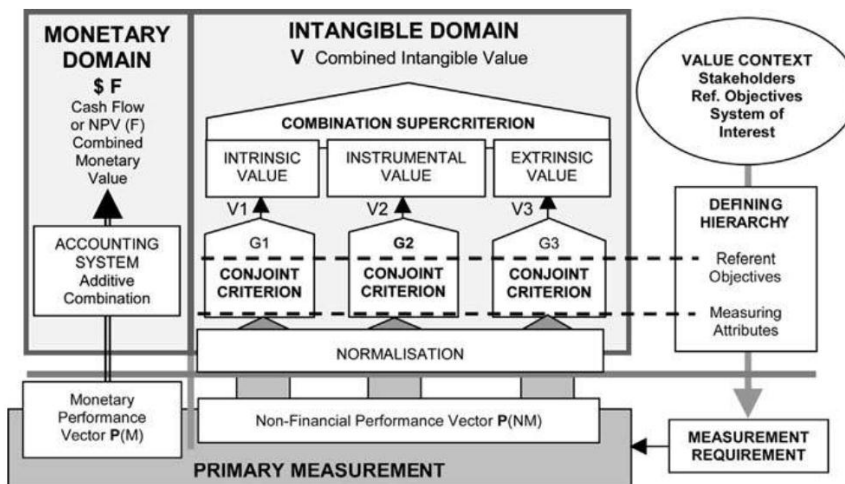 MONETARY
DOMAIN
$ F
Cash Flow
or NPV (F)
Combined
Monetary
Value
ACCOUNTING
SYSTEM
Additive
Combination
Monetary
Performance
Vector P(M)
INTANGIBLE DOMAIN
V Combined Intangible Value
COMBINATION SUPERCRITERION
INTRINSIC
VALUE
INSTRUMENTAL
VALUE
EXTRINSIC
VALUE
V1
V2
V3
G1
CONJOINT
CRITERION
G2
CONJOINT
CRITERION
G3
CONJOINT
CRITERION
NORMALISATION
Non-Financial Performance Vector P(NM)
PRIMARY MEASUREMENT
VALUE CONTEXT
Stakeholders
Ref. Objectives
System of
Interest
DEFINING
HIERARCHY
Referent
Objectives
Measuring
Attributes
MEASUREMENT
REQUIREMENT